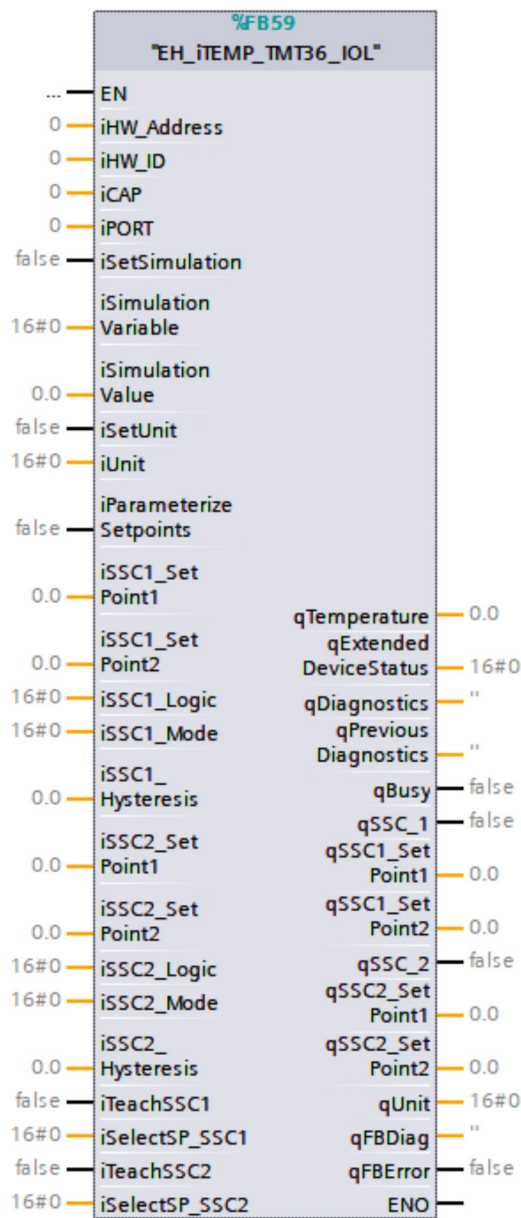 %FB59
"EH_iTEMP_TMT36_IOL"
... EN
0 iHW_Address
0 iHW_ID
0 iCAP
0 iPORT
false iSetSimulation
iSimulation
16#0 Variable
iSimulation
0.0 Value
false iSetUnit
16#0 iUnit
iParameterize
false Setpoints
iSSC1_Set
0.0 Point1
iSSC1_Set
0.0 Point2
16#0 iSSC1_Logic
16#0 iSSC1_Mode
iSSC1_
0.0 Hysteresis
iSSC2_Set
0.0 Point1
iSSC2_Set
0.0 Point2
16#0 iSSC2_Logic
16#0 iSSC2_Mode
iSSC2_
0.0 Hysteresis
false iTeachSSC1
16#0 iSelectSP_SSC1
false iTeachSSC2
16#0 iSelectSP_SSC2
qTemperature 0.0
qExtended
DeviceStatus 16#0
qDiagnostics ''
qPrevious
Diagnostics ''
qBusy false
qSSC_1 false
qSSC1_Set
Point1 0.0
qSSC1_Set
Point2 0.0
qSSC_2 false
qSSC2_Set
Point1 0.0
qSSC2_Set
Point2 0.0
qUnit 16#0
qFBDiag ''
qFBError false
ENO